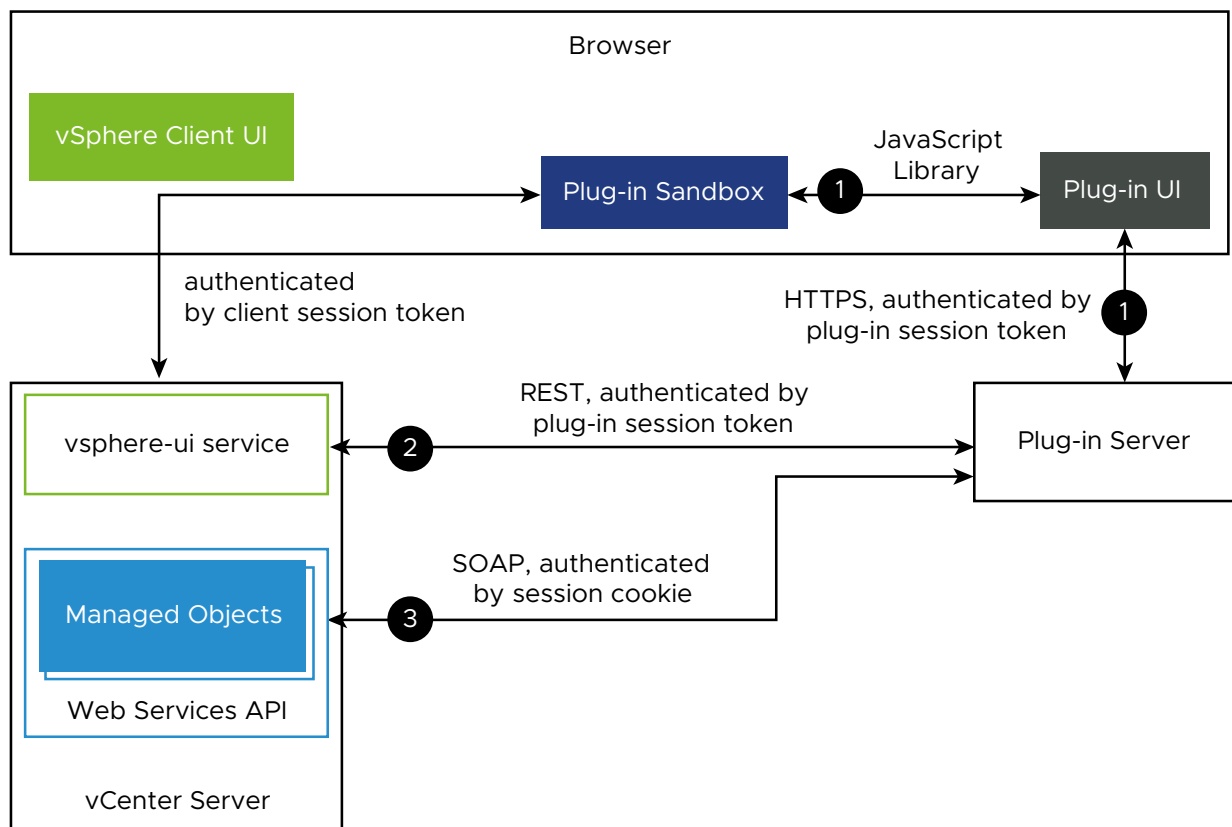 Browser
vSphere Client UI
JavaScript
Library
Plug-in Sandbox
1
Plug-in UI
authenticated
by client session token
HTTPS, authenticated by
plug-in session token
1
REST, authenticated by
plug-in session token
vsphere-ui service
2
Plug-in Server
SOAP, authenticated
by session cookie
Managed Objects
3
Web Services API
vCenter Server